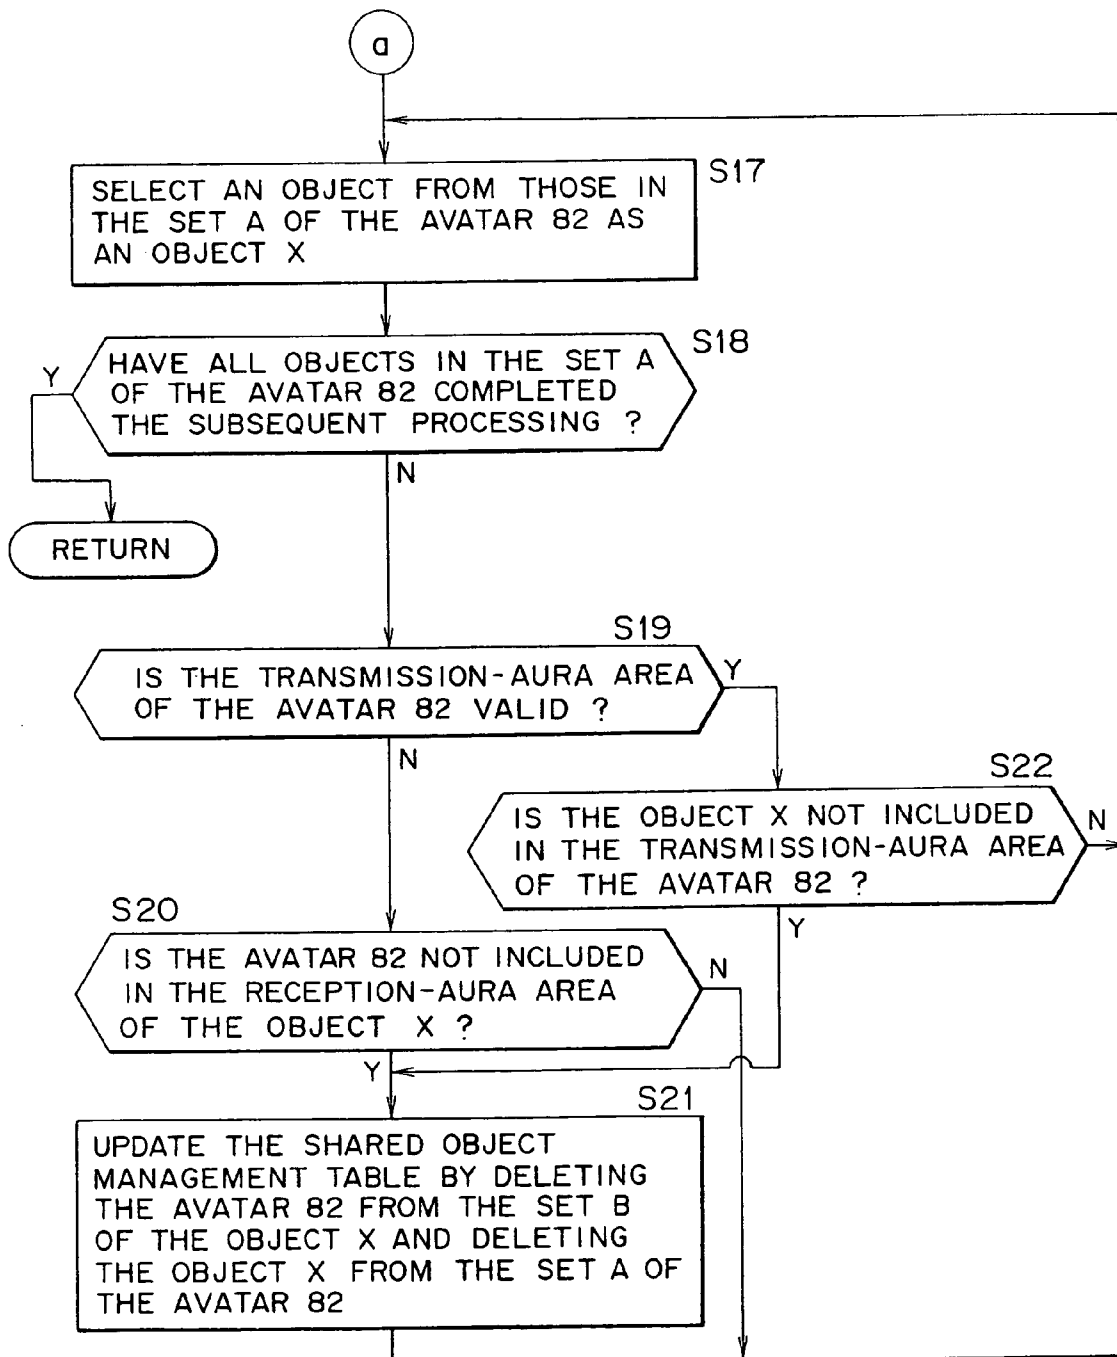 a
S17
SELECT AN OBJECT FROM THOSE IN
THE SET A OF THE AVATAR 82 AS
AN OBJECT X
S18
HAVE ALL OBJECTS IN THE SET A
OF THE AVATAR 82 COMPLETED
THE SUBSEQUENT PROCESSING ?
Y
N
RETURN
S19
IS THE TRANSMISSION-AURA AREA
OF THE AVATAR 82 VALID ?
Y
N
S22
IS THE OBJECT X NOT INCLUDED
IN THE TRANSMISSION-AURA AREA
OF THE AVATAR 82 ?
N
Y
S20
IS THE AVATAR 82 NOT INCLUDED
IN THE RECEPTION-AURA AREA
OF THE OBJECT X ?
N
Y
S21
UPDATE THE SHARED OBJECT
MANAGEMENT TABLE BY DELETING
THE AVATAR 82 FROM THE SET B
OF THE OBJECT X AND DELETING
THE OBJECT X FROM THE SET A OF
THE AVATAR 82